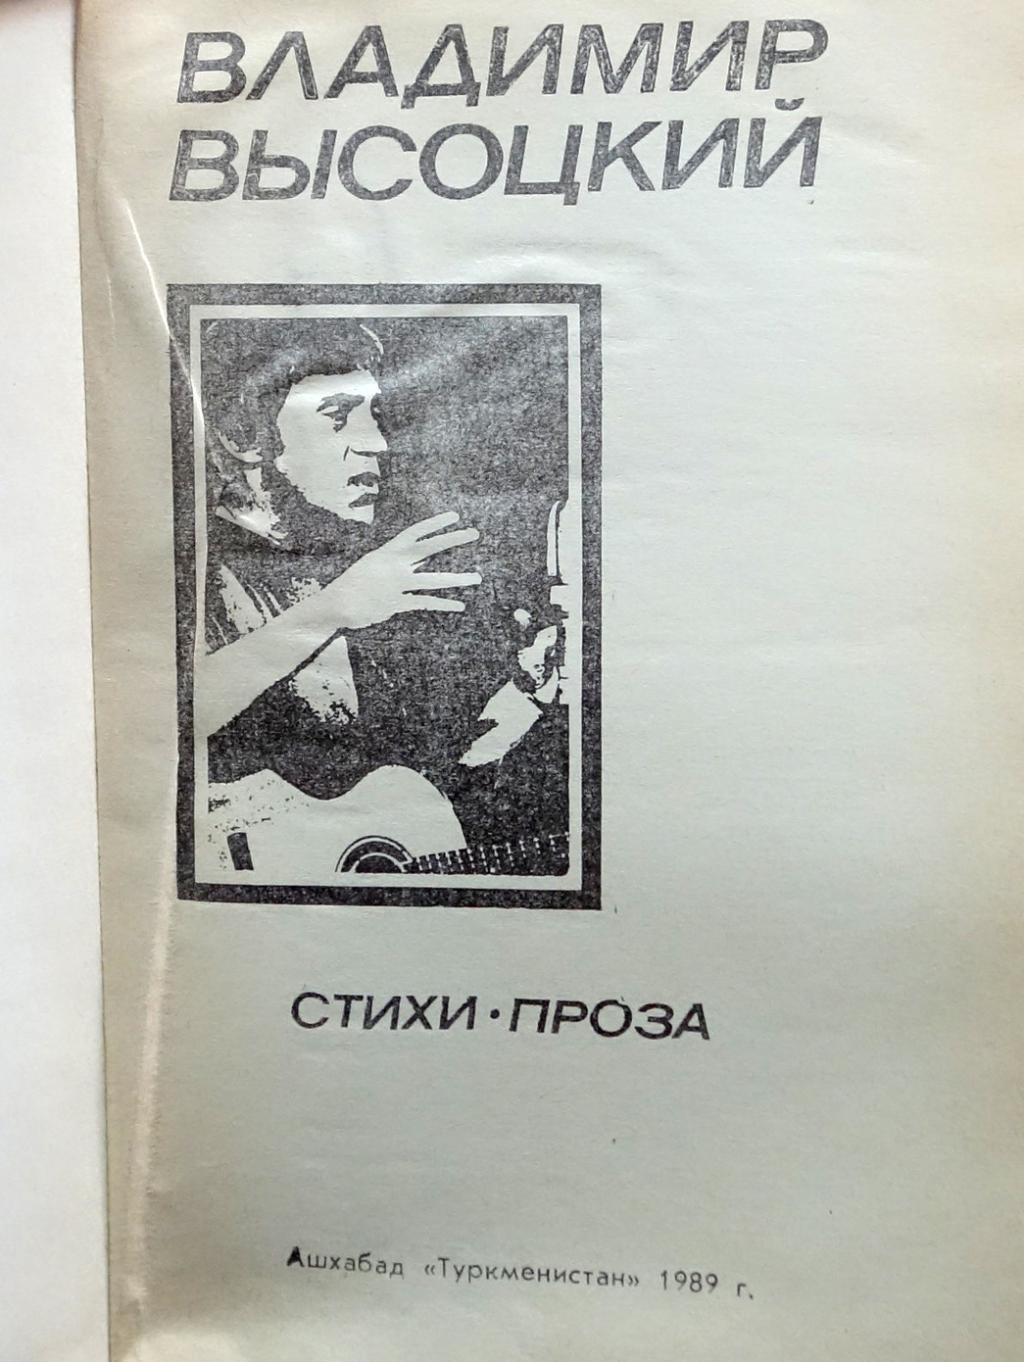 ВЛАДИМИР
ВЫСОЦКИЙ
СТИХИ · ПРОЗА
Ашхабад «Туркменистан» 1989 г.